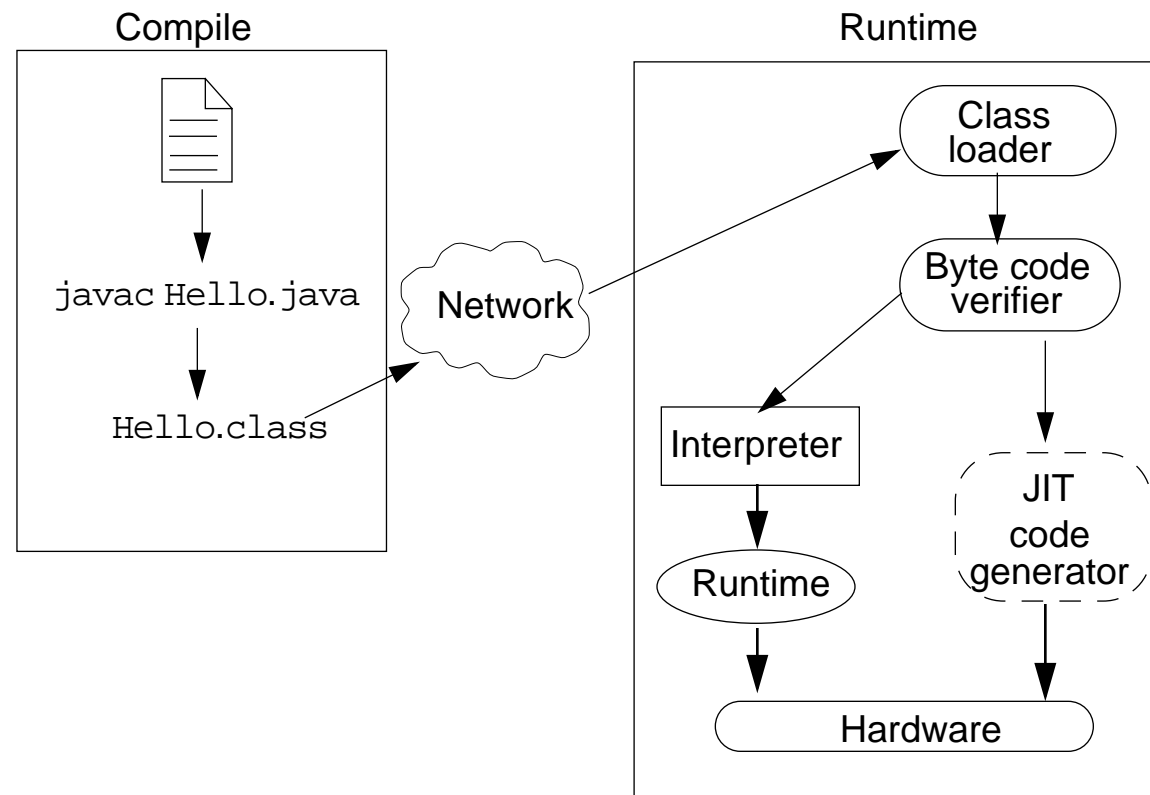 Compile
Runtime
javac Hello.java
Hello.class
Network
Class
loader
Byte code
verifier
Interpreter
Runtime
JIT
code
generator
Hardware